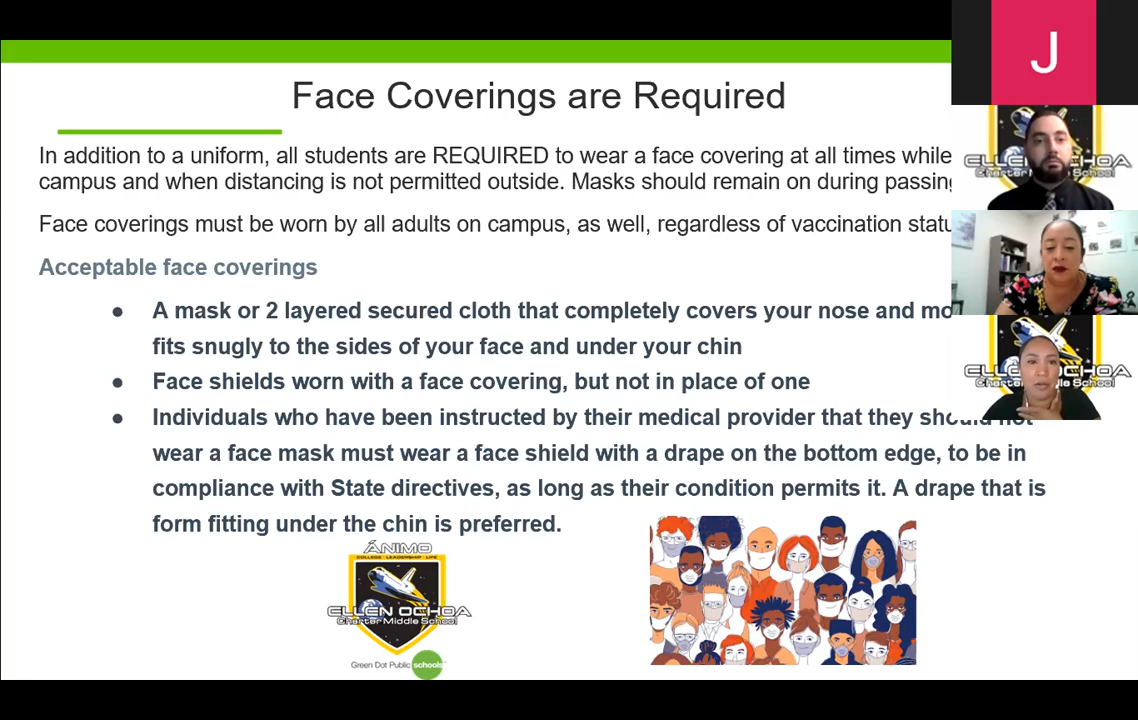 Face Coverings are Required
In addition to a uniform, all students are REQUIRED to wear a face covering at all times while
campus and when distancing is not permitted outside. Masks should remain on during passing
Face coverings must be worn by all adults on campus, as well, regardless of vaccination
Acceptable face coverings
● A mask or 2 layered secured cloth that completely covers your nose and
fits snugly to the sides of your face and under your chin
● Face shields worn with a face covering, but not in place of one
● Individuals who have been instructed by their medical provider that they should not
wear a face mask must wear a face shield with a drape on the bottom edge, to be in
compliance with State directives, as long as their condition permits it. A drape that is
form fitting under the chin is preferred.
ÁNIMO
COLLEGE · LEADERSHIP · LIFE
ELLEN OCHOA
Charter Middle School
Green Dot Public schools
J
ELLEN OCHOA
Charter Middle School
ELLEN OCHOA
Charter Middle School